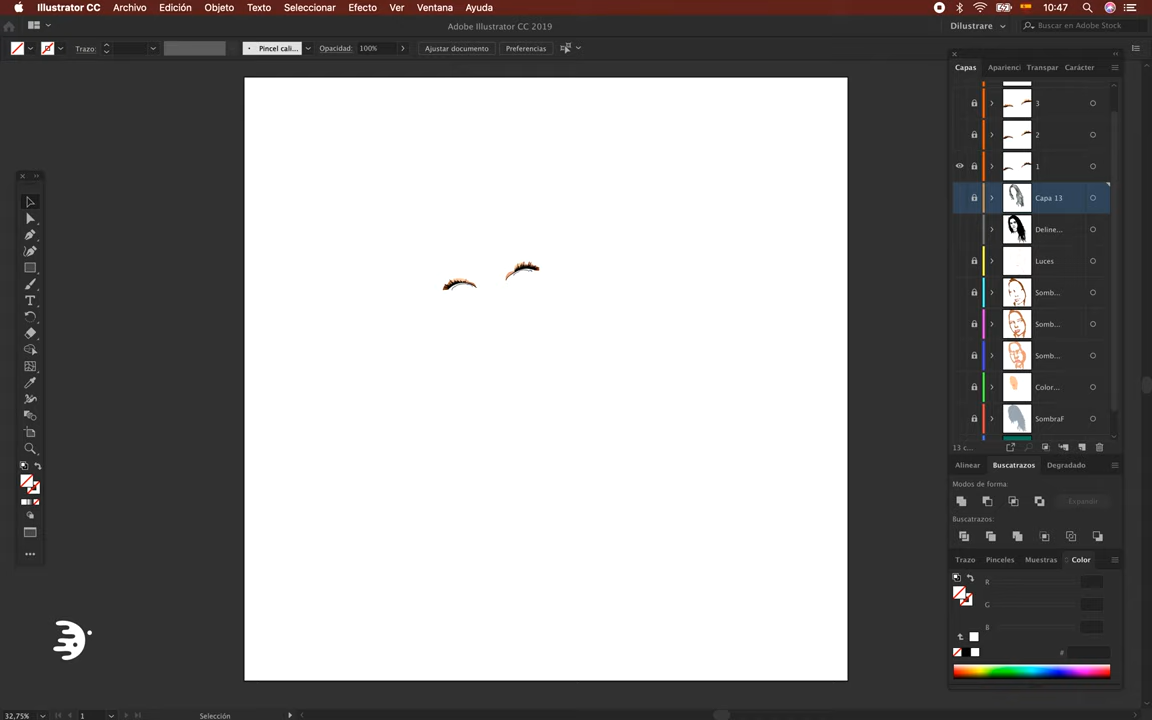 Illustrator CC Archivo Edición Objeto Texto Seleccionar Efecto Ver Ventana Ayuda 10:47
Adobe Illustrator CC 2019 Dilustrare Buscar en Adobe Stock
Trazo: Pincel cali... Opacidad: 100% Ajustar documento Preferencias
Capas Aparienci Transpar Carácter
3
2
1
Capa 13
Deline...
Luces
Somb...
Somb...
Somb...
Color...
SombraF
13 c...
Alinear Buscatrazos Degradado
Modos de forma:
Expandir
Buscatrazos:
Trazo Pinceles Muestras Color
R
G
B
#
32,75% 1 Selección